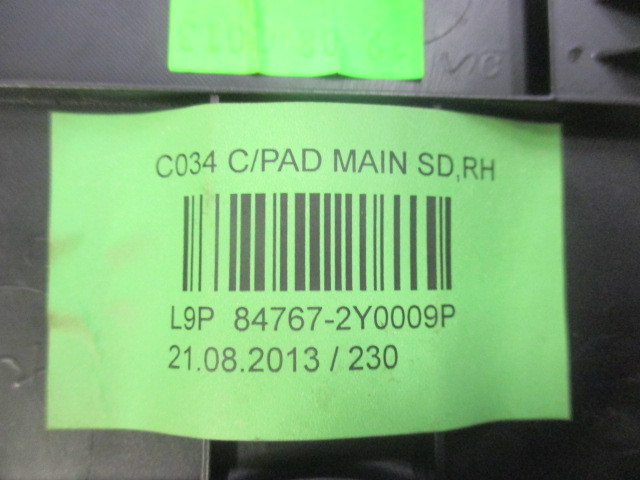 C034 C/PAD MAIN SD,RH
L9P 84767-2Y0009P
21.08.2013 / 230